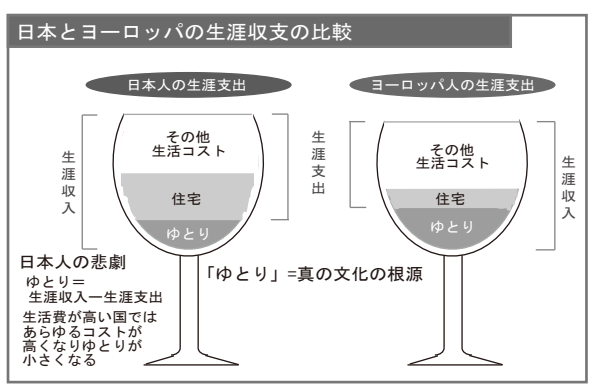 日本とヨーロッパの生涯収支の比較
日本人の生涯支出
ヨーロッパ人の生涯支出
生涯収入
その他
生活コスト
住宅
ゆとり
生涯支出
その他
生活コスト
住宅
ゆとり
生涯収入
日本人の悲劇
ゆとり＝
生涯収入ー生涯支出
生活費が高い国では
あらゆるコストが
高くなりゆとりが
小さくなる
「ゆとり」=真の文化の根源